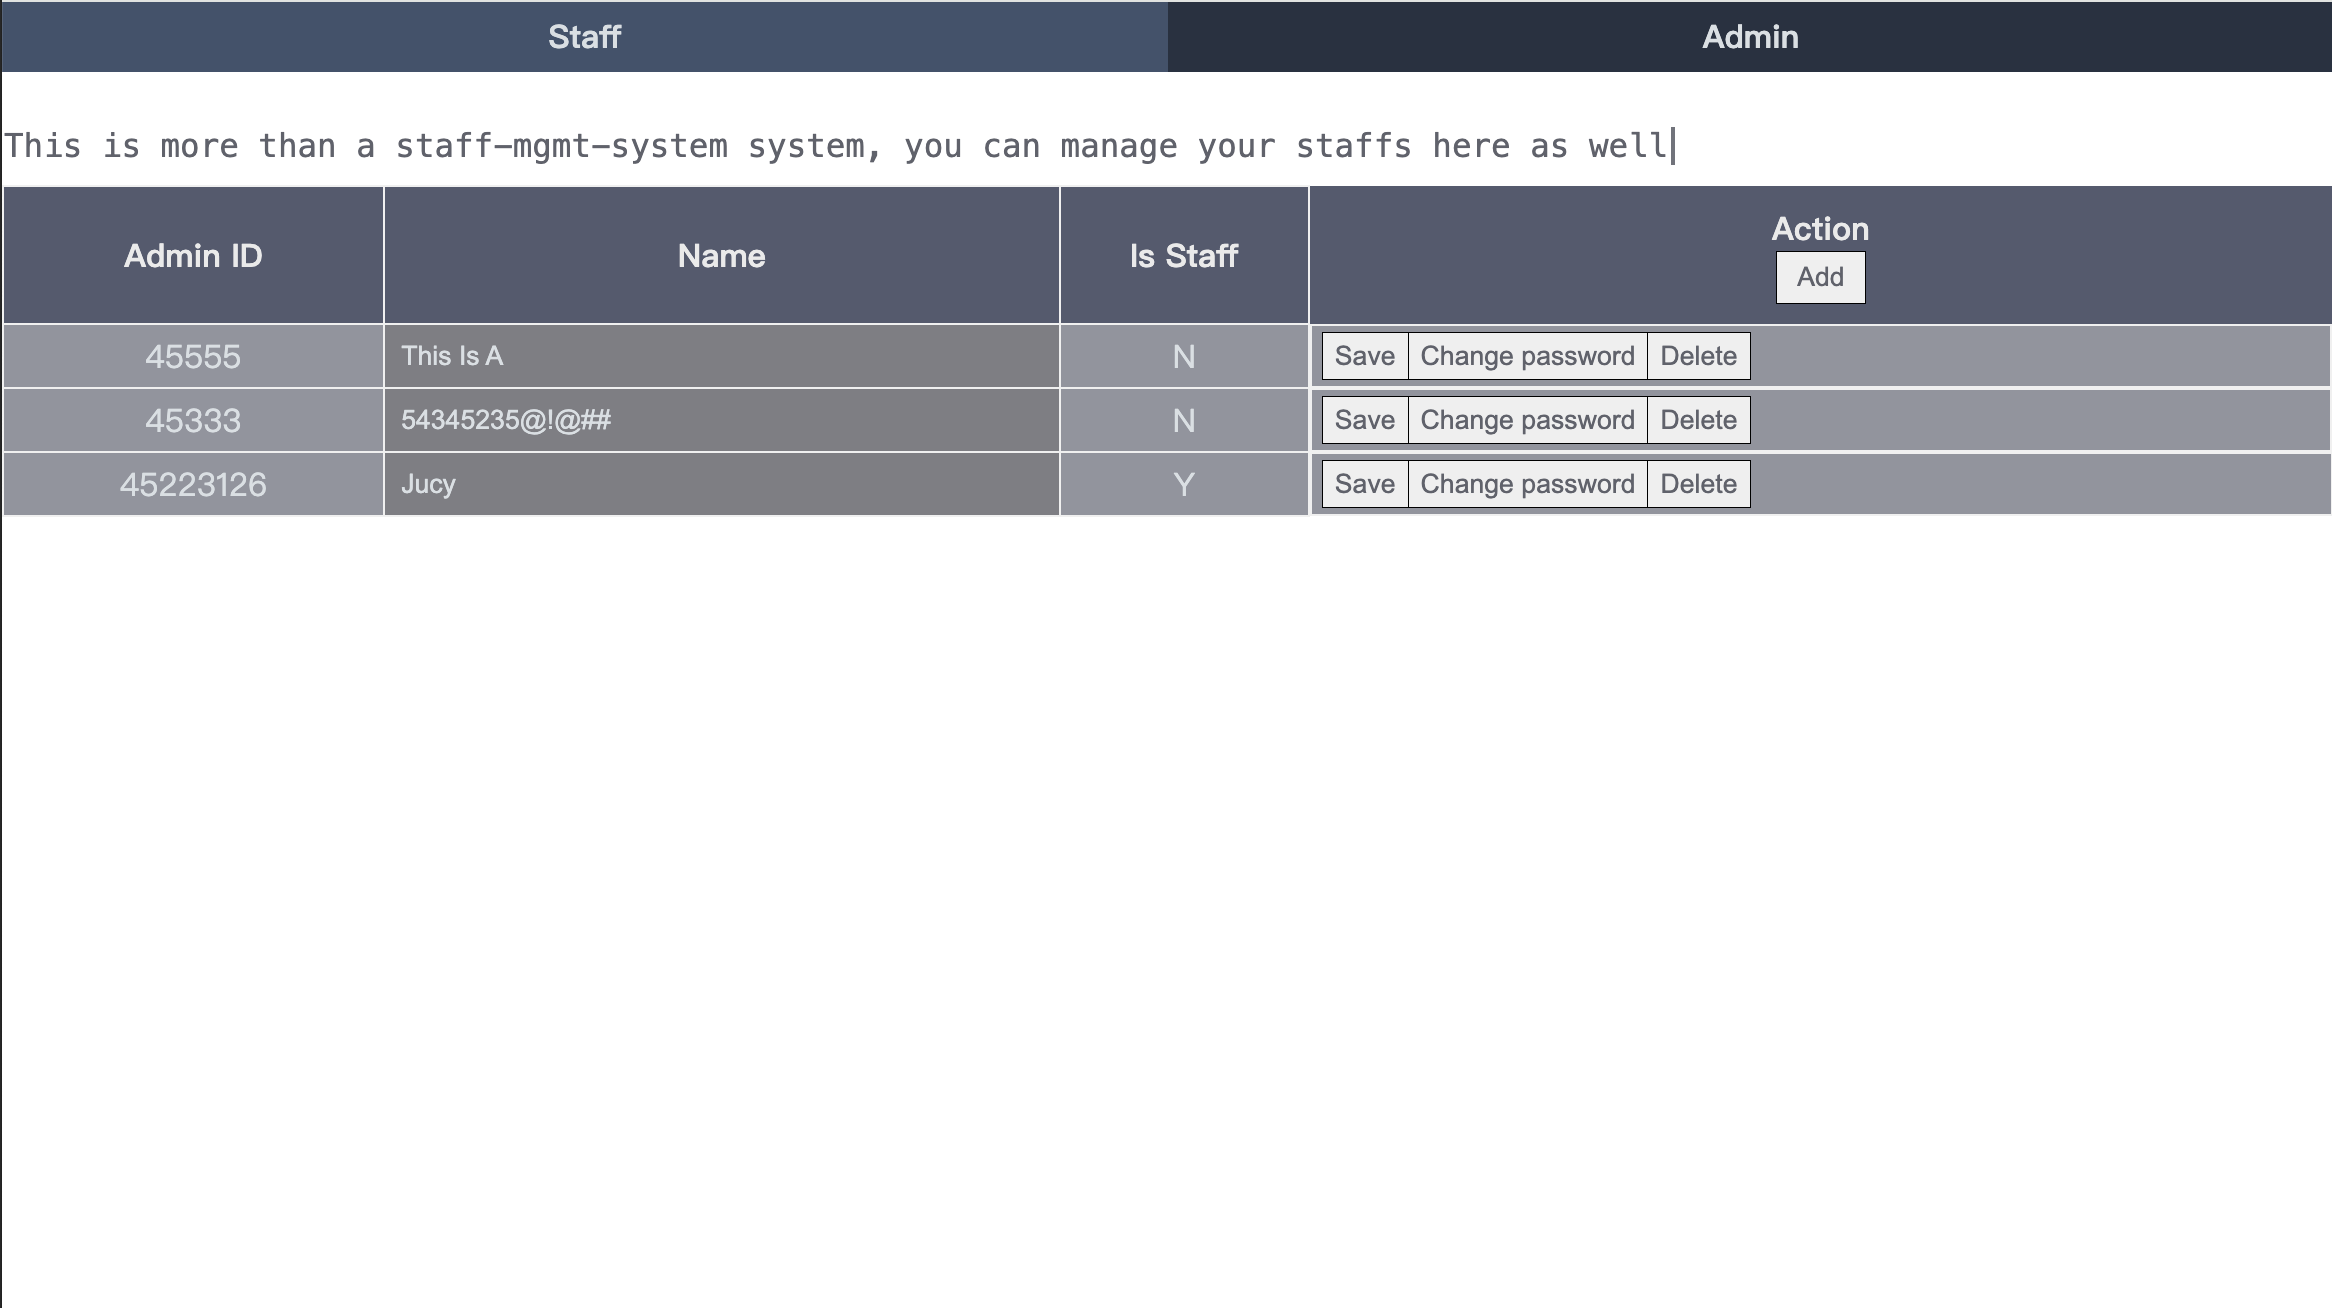 Staff Admin
This is more than a staff-mgmt-system system, you can manage your staffs here as well
Admin ID Name Is Staff Action
Add
45555 This Is A N Save Change password Delete
45333 54345235@!@## N Save Change password Delete
45223126 Jucy Y Save Change password Delete